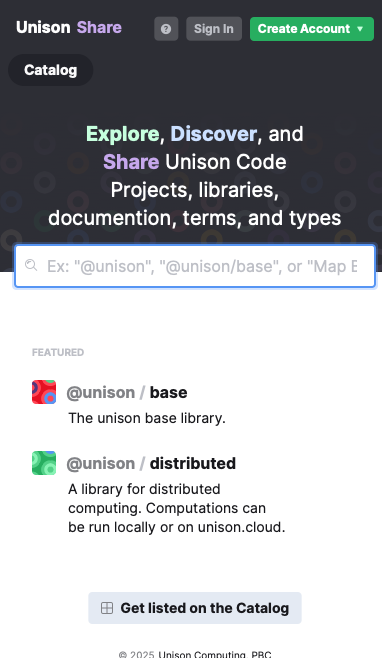 Unison Share
?
Sign In
Create Account
Catalog
Explore, Discover, and
Share Unison Code
Projects, libraries,
documention, terms, and types
Ex: "@unison", "@unison/base", or "Map E
FEATURED
@unison / base
The unison base library.
@unison / distributed
A library for distributed
computing. Computations can
be run locally or on unison.cloud.
Get listed on the Catalog
© 2025 Unison Computing, PBC